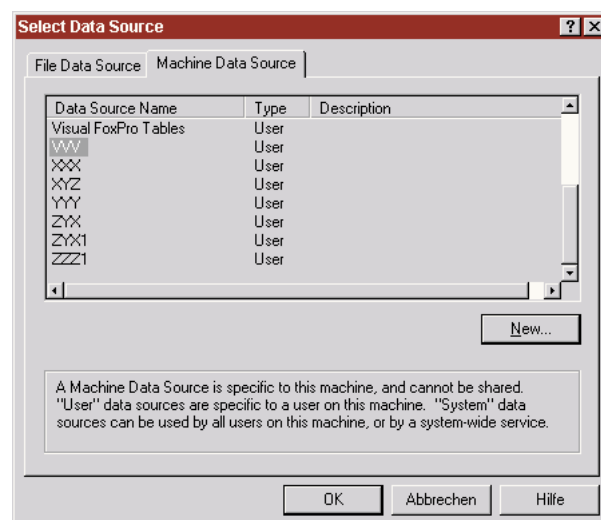 Select Data Source
File Data Source Machine Data Source
Data Source Name Type Description
Visual FoxPro Tables User
VVV User
XXX User
XYZ User
YYY User
ZYX User
ZYX1 User
ZZZ1 User
New...
A Machine Data Source is specific to this machine, and cannot be shared.
"User" data sources are specific to a user on this machine. "System" data
sources can be used by all users on this machine, or by a system-wide service.
OK Abbrechen Hilfe